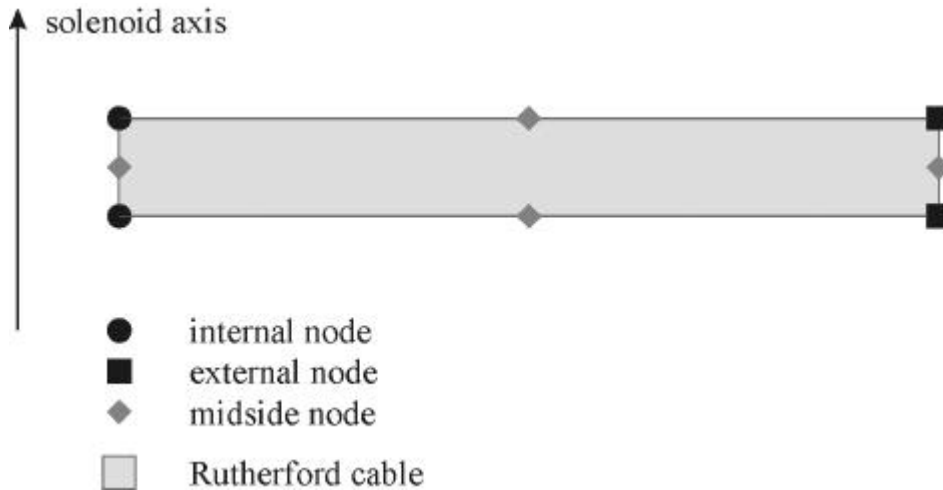 solenoid axis
internal node
external node
midside node
Rutherford cable